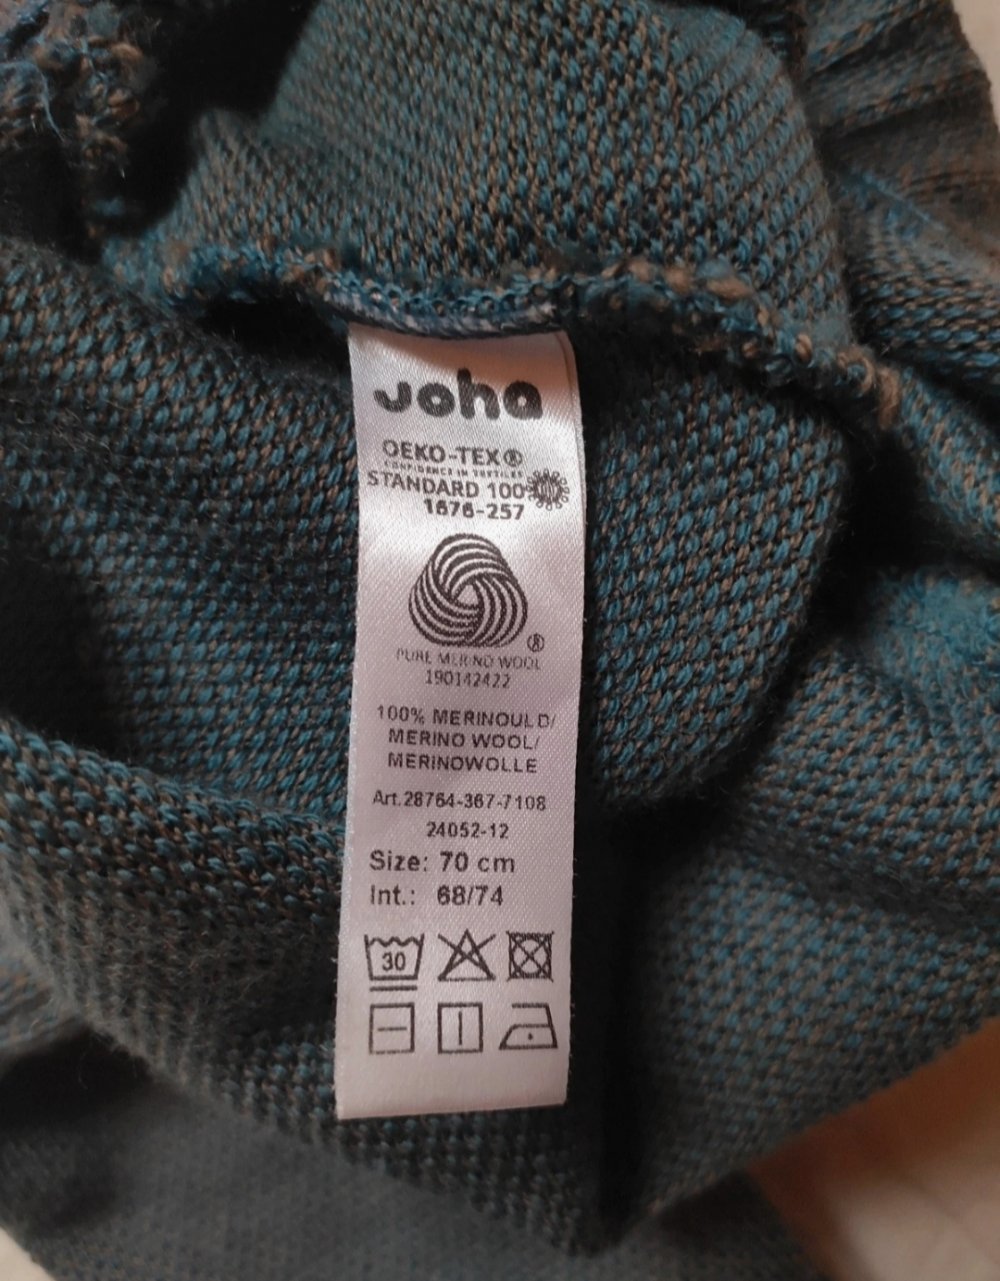 Joha
OEKO-TEX®
CONFIDENCE IN TEXTILES
STANDARD 100
1676-257
®
PURE MERINO WOOL
190142422
100% MERINOULD/
MERINO WOOL/
MERINOWOLLE
Art.28764-367-7108
24052-12
Size: 70 cm
Int.: 68/74
30